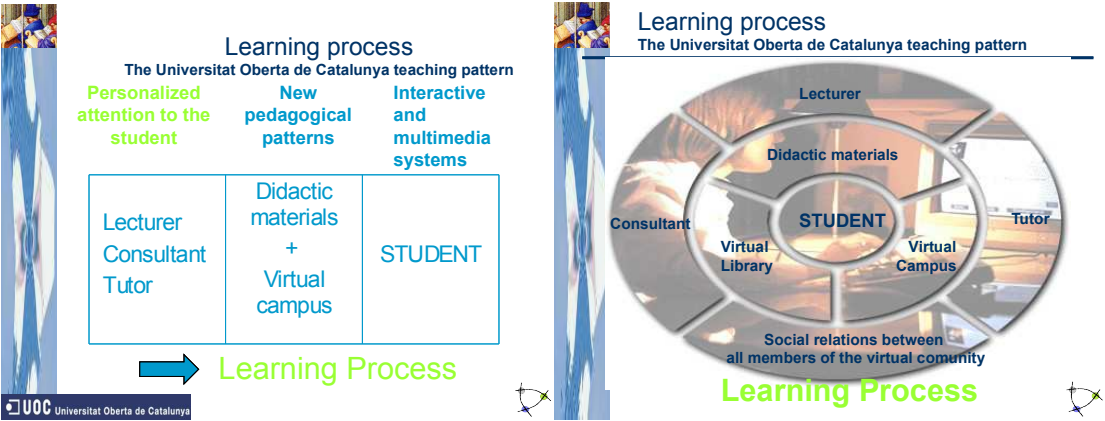 Learning process
The Universitat Oberta de Catalunya teaching pattern
Personalized
attention to the
student
New
pedagogical
patterns
Interactive
and
multimedia
systems
Lecturer
Consultant
Tutor
Didactic
materials
+
Virtual
campus
STUDENT
Learning Process
UOC Universitat Oberta de Catalunya
Learning process
The Universitat Oberta de Catalunya teaching pattern
Lecturer
Didactic materials
Consultant
STUDENT
Tutor
Virtual
Library
Virtual
Campus
Social relations between
all members of the virtual comunity
Learning Process